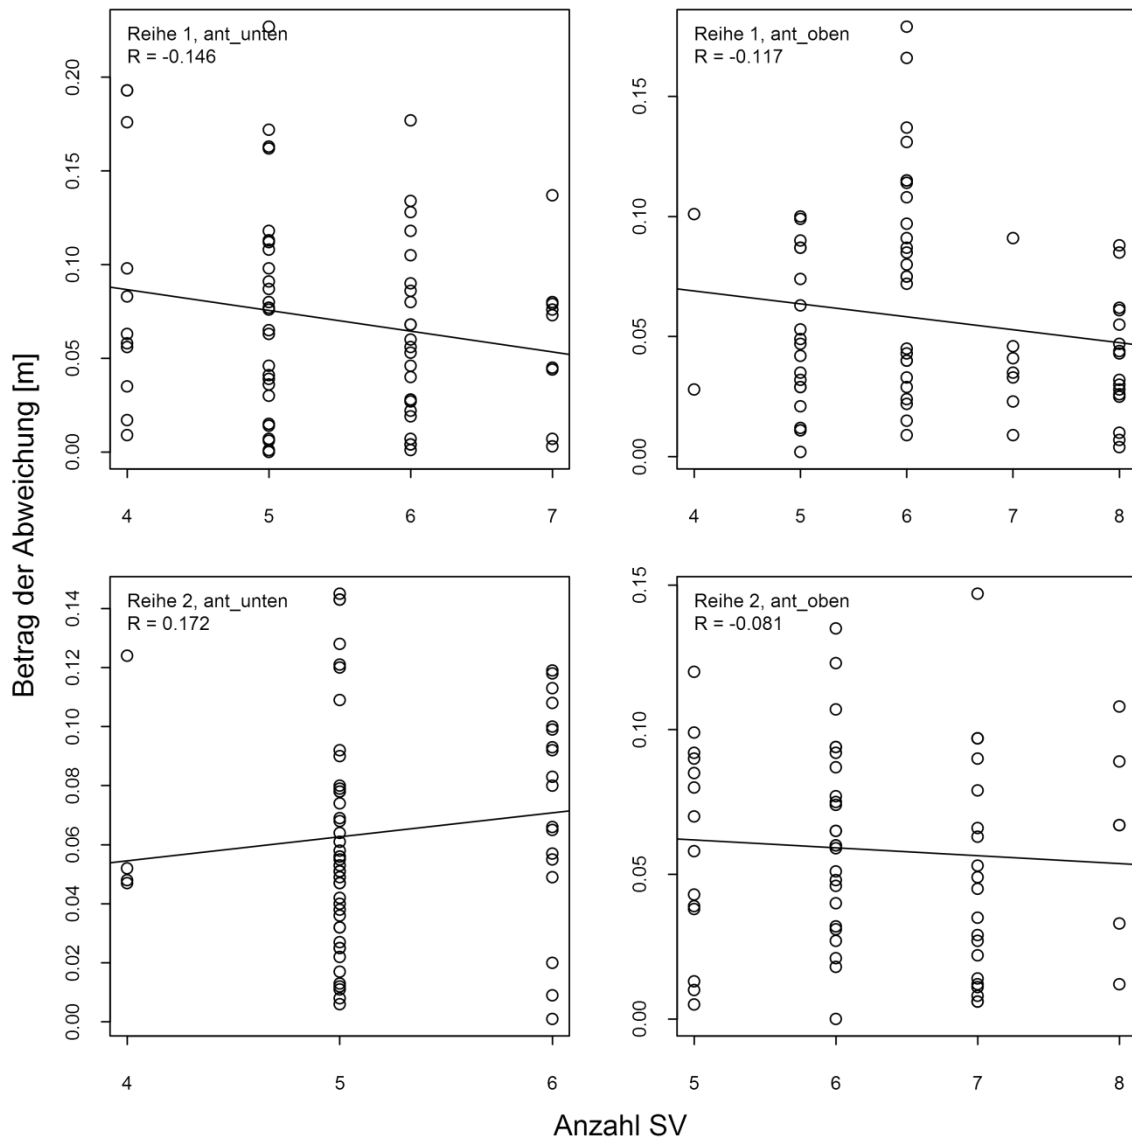 Betrag der Abweichung [m]
Reihe 1, ant_unten
R = -0.146
0.20
0.15
0.10
0.05
0.00
4 5 6 7
Reihe 1, ant_oben
R = -0.117
0.15
0.10
0.05
0.00
4 5 6 7 8
Reihe 2, ant_unten
R = 0.172
0.14
0.12
0.10
0.08
0.06
0.04
0.02
0.00
4 5 6
Reihe 2, ant_oben
R = -0.081
0.15
0.10
0.05
0.00
5 6 7 8
Anzahl SV